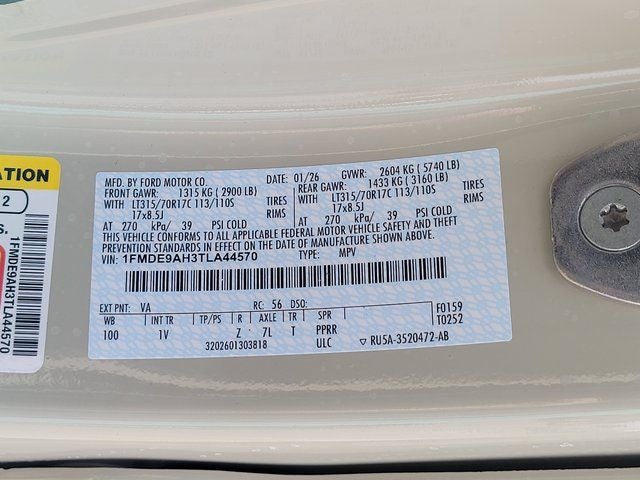 MFD. BY FORD MOTOR CO.
DATE: 01/26 GVWR: 2604 KG ( 5740 LB)
FRONT GAWR: 1315 KG ( 2900 LB) REAR GAWR: 1433 KG ( 3160 LB)
WITH LT315/70R17C 113/110S TIRES WITH LT315/70R17C 113/110S TIRES
17x8.5J RIMS 17x8.5J RIMS
AT 270 kPa/ 39 PSI COLD AT 270 kPa/ 39 PSI COLD
THIS VEHICLE CONFORMS TO ALL APPLICABLE FEDERAL MOTOR VEHICLE SAFETY, BUMPER, AND THEFT
PREVENTION STANDARDS IN EFFECT ON THE DATE OF MANUFACTURE SHOWN ABOVE.
VIN: 1FMDE9AH3TLA44570 TYPE: MPV
EXT PNT: VA RC: 56 DSO: F0159
T0252
WB INT TR TP/PS R AXLE TR SPR
100 1V Z 7L T PPRR
3202601303818 ULC ▽ RU5A-3520472-AB
ATION
2
S.
1FMDE9AH3TLA44570